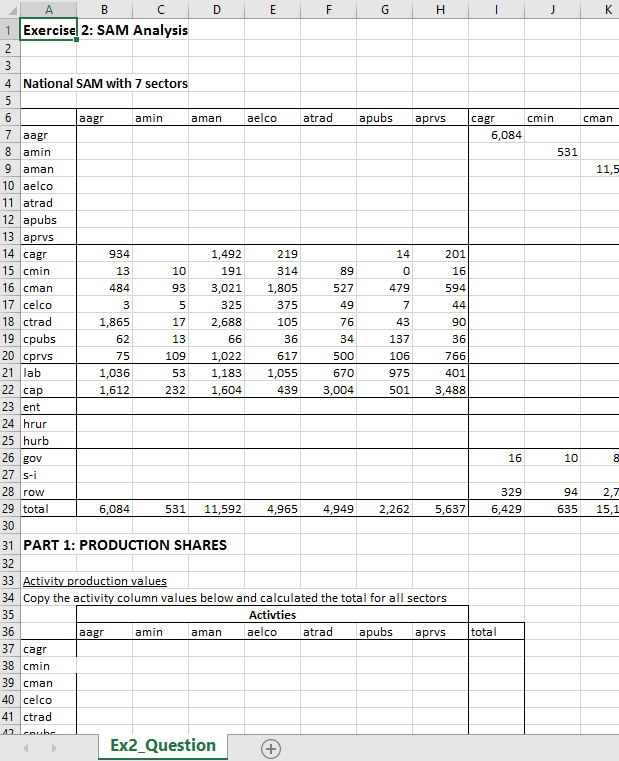 A B C D E F G H I J K
1 Exercise 2: SAM Analysis
2
3
4 National SAM with 7 sectors
5
6 aagr amin aman aelco atrad apubs aprvs cagr cmin cman
7 aagr 6,084
8 amin 531
9 aman 11,5
10 aelco
11 atrad
12 apubs
13 aprvs
14 cagr 934 1,492 219 14 201
15 cmin 13 10 191 314 89 0 16
16 cman 484 93 3,021 1,805 527 479 594
17 celco 3 5 325 375 49 7 44
18 ctrad 1,865 17 2,688 105 76 43 90
19 cpubs 62 13 66 36 34 137 36
20 cprvs 75 109 1,022 617 500 106 766
21 lab 1,036 53 1,183 1,055 670 975 401
22 cap 1,612 232 1,604 439 3,004 501 3,488
23 ent
24 hrur
25 hurb
26 gov 16 10 8
27 s-i
28 row 329 94 2,7
29 total 6,084 531 11,592 4,965 4,949 2,262 5,637 6,429 635 15,1
30
31 PART 1: PRODUCTION SHARES
32
33 Activity production values
34 Copy the activity column values below and calculated the total for all sectors
35 Activties
36 aagr amin aman aelco atrad apubs aprvs total
37 cagr
38 cmin
39 cman
40 celco
41 ctrad
42 cpubs
Ex2_Question